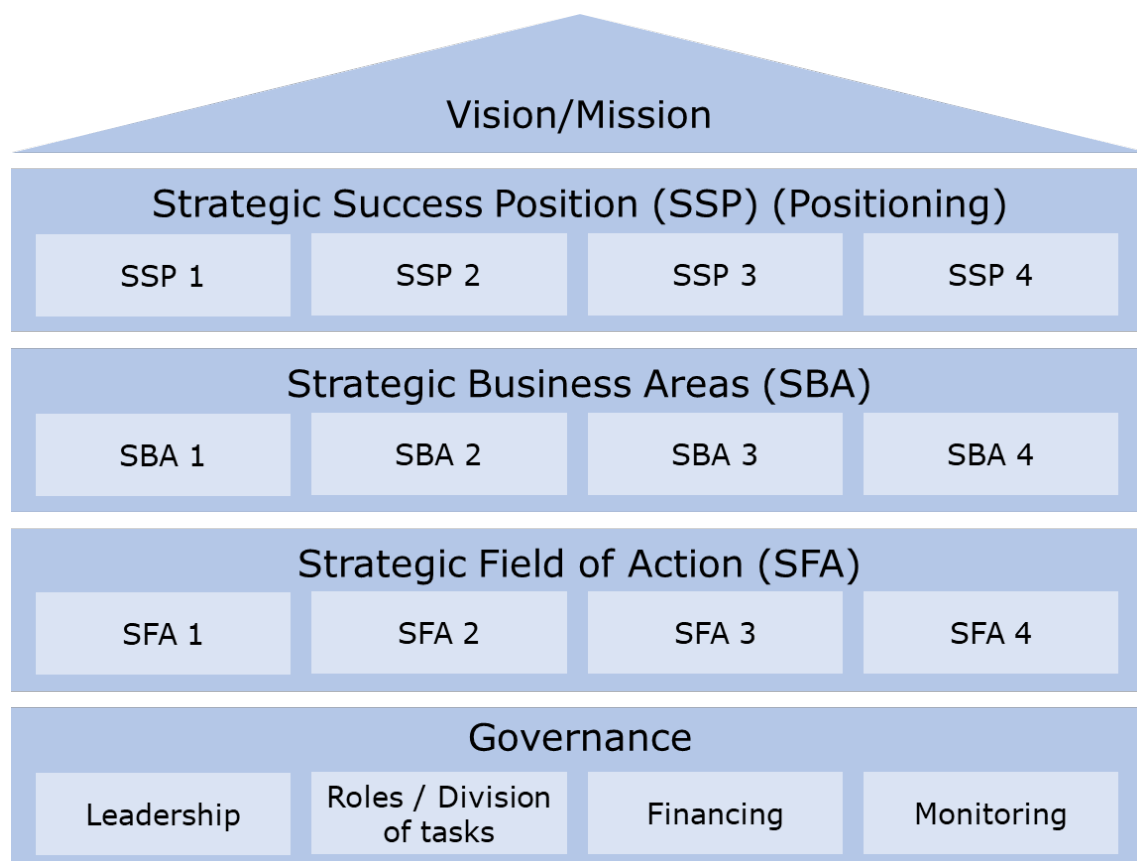 Vision/Mission
Strategic Success Position (SSP) (Positioning)
SSP 1
SSP 2
SSP 3
SSP 4
Strategic Business Areas (SBA)
SBA 1
SBA 2
SBA 3
SBA 4
Strategic Field of Action (SFA)
SFA 1
SFA 2
SFA 3
SFA 4
Governance
Leadership
Roles / Division
of tasks
Financing
Monitoring